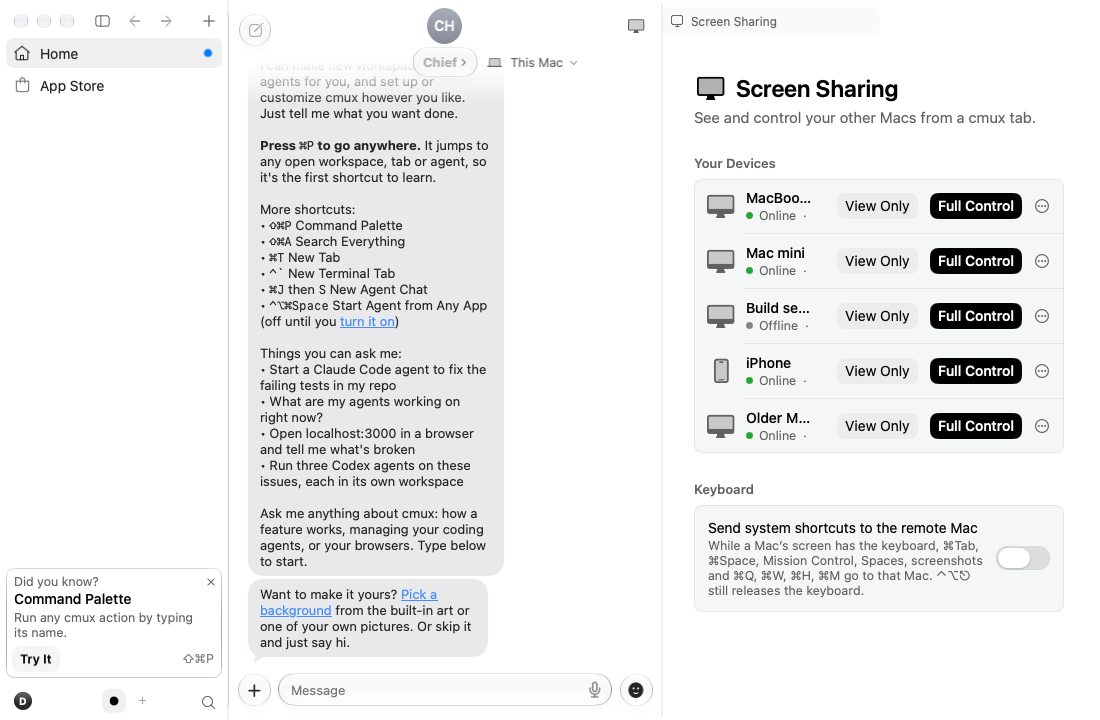 Home
App Store
Did you know?
Command Palette
Run any cmux action by typing
its name.
Try It
⇧⌘P
D
CH
Chief ›
This Mac
I can make new workspac
agents for you, and set up or
customize cmux however you like.
Just tell me what you want done.
Press ⌘P to go anywhere. It jumps to
any open workspace, tab or agent, so
it's the first shortcut to learn.
More shortcuts:
• ⇧⌘P Command Palette
• ⇧⌘A Search Everything
• ⌘T New Tab
• ^` New Terminal Tab
• ⌘J then S New Agent Chat
• ^⌥⌘Space Start Agent from Any App
(off until you turn it on)
Things you can ask me:
• Start a Claude Code agent to fix the
failing tests in my repo
• What are my agents working on
right now?
• Open localhost:3000 in a browser
and tell me what's broken
• Run three Codex agents on these
issues, each in its own workspace
Ask me anything about cmux: how a
feature works, managing your coding
agents, or your browsers. Type below
to start.
Want to make it yours? Pick a
background from the built-in art or
one of your own pictures. Or skip it
and just say hi.
Message
Screen Sharing
Screen Sharing
See and control your other Macs from a cmux tab.
Your Devices
MacBoo...
Online ·
View Only
Full Control
Mac mini
Online ·
View Only
Full Control
Build se...
Offline ·
View Only
Full Control
iPhone
Online ·
View Only
Full Control
Older M...
Online ·
View Only
Full Control
Keyboard
Send system shortcuts to the remote Mac
While a Mac's screen has the keyboard, ⌘Tab,
⌘Space, Mission Control, Spaces, screenshots
and ⌘Q, ⌘W, ⌘H, ⌘M go to that Mac. ^⌥⎋
still releases the keyboard.